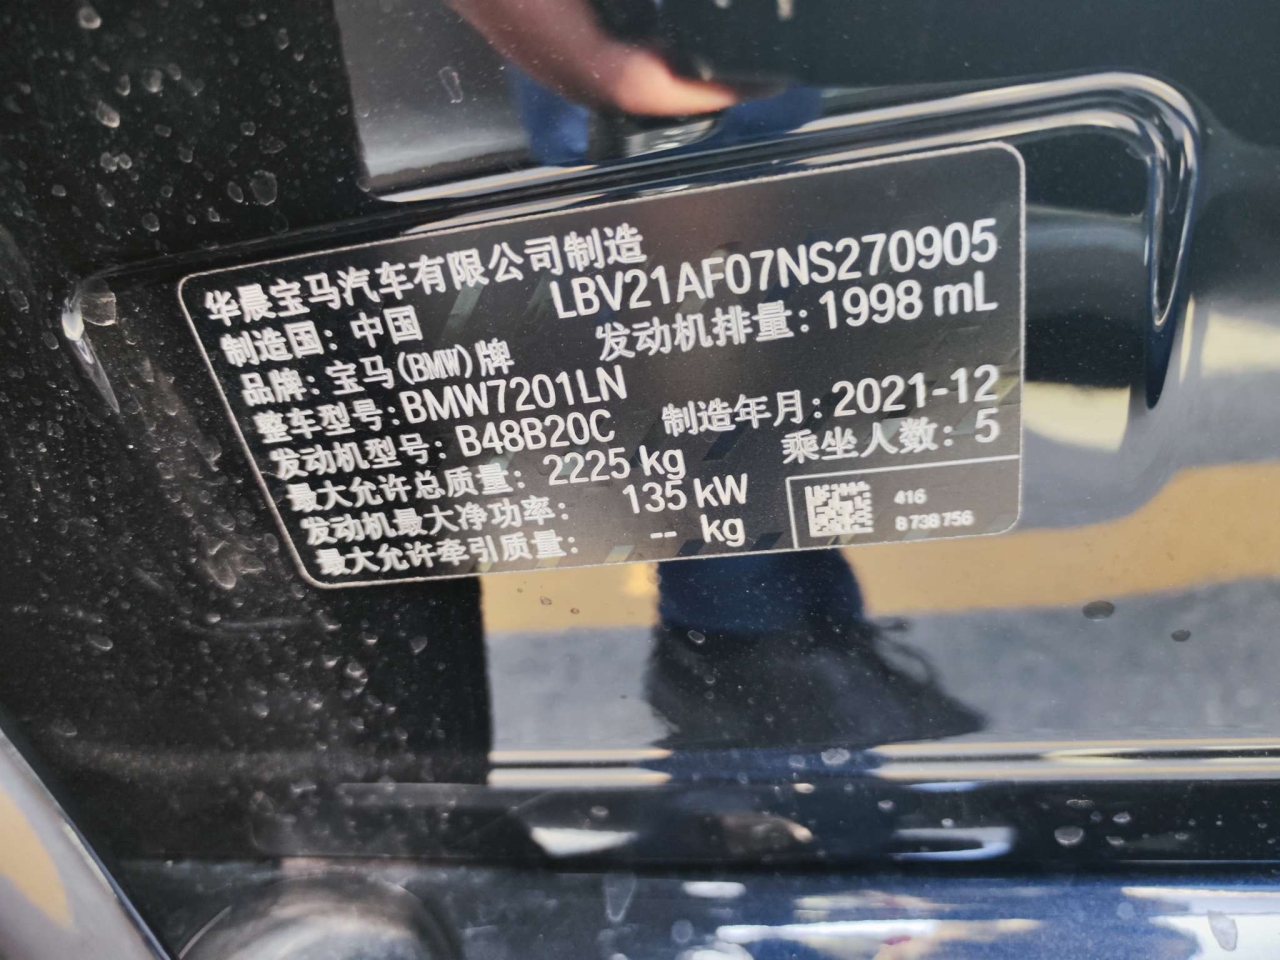 华晨宝马汽车有限公司制造
LBV21AF07NS270905
制造国：中国
发动机排量：1998 mL
品牌：宝马(BMW)牌
整车型号：BMW7201LN
制造年月：2021-12
发动机型号：B48B20C
乘坐人数：5
最大允许总质量：2225 kg
发动机最大净功率：135 kW
最大允许牵引质量：-- kg
416
8 738 756